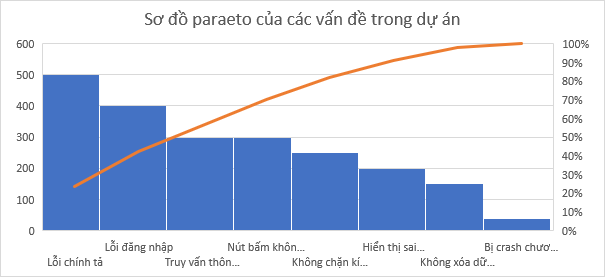 Sơ đồ paraeto của các vấn đề trong dự án
600
500
400
300
200
100
0
100%
90%
80%
70%
60%
50%
40%
30%
20%
10%
0%
Lỗi chính tả
Lỗi đăng nhập
Truy vấn thôn...
Nút bấm khôn...
Không chặn kí...
Hiển thị sai...
Không xóa dữ...
Bị crash chươ...